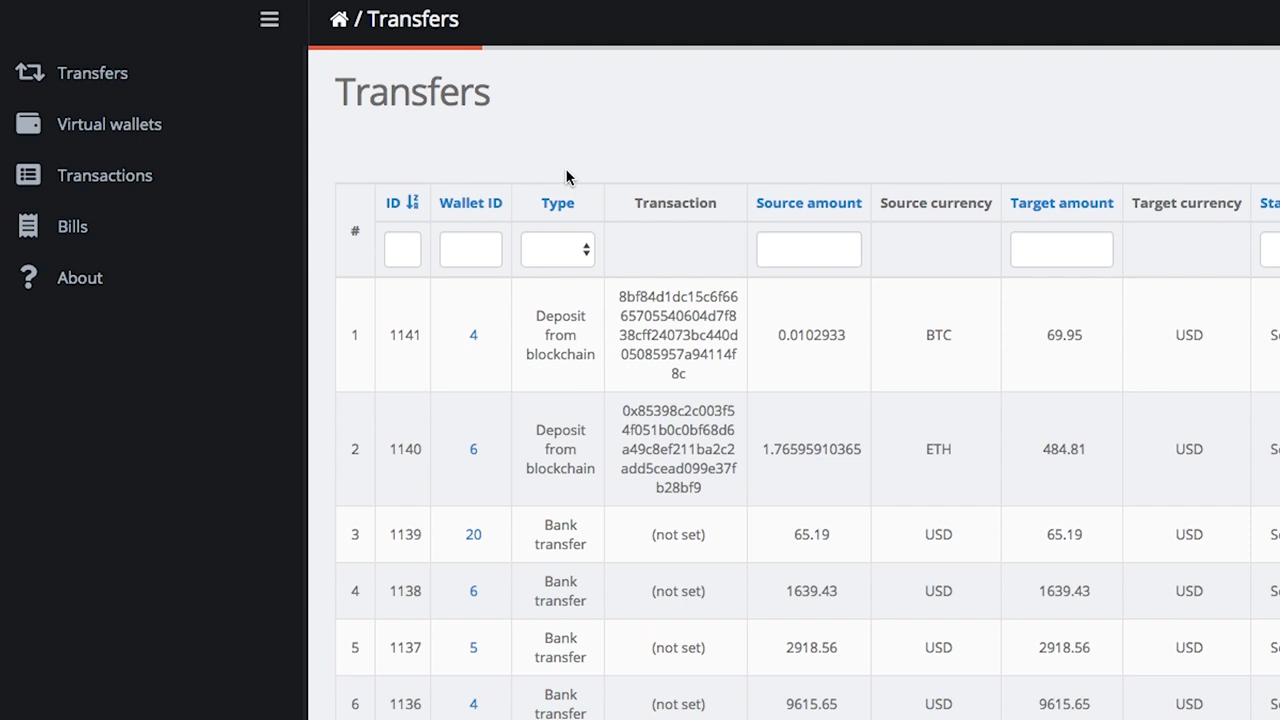 / Transfers
Transfers
Virtual wallets
Transactions
Bills
About
Transfers
# ID Wallet ID Type Transaction Source amount Source currency Target amount Target currency Sta
1 1141 4 Deposit from blockchain 8bf84d1dc15c6f66 0.0102933 BTC 69.95 USD
65705540604d7f8
38cff24073bc440d
05085957a94114f
8c
2 1140 6 Deposit from blockchain 0x85398c2c003f5 1.76595910365 ETH 484.81 USD
4f051b0c0bf68d6
a49c8ef211ba2c2
add5cead099e37f
b28bf9
3 1139 20 Bank transfer (not set) 65.19 USD 65.19 USD
4 1138 6 Bank transfer (not set) 1639.43 USD 1639.43 USD
5 1137 5 Bank transfer (not set) 2918.56 USD 2918.56 USD
6 1136 4 Bank transfer (not set) 9615.65 USD 9615.65 USD